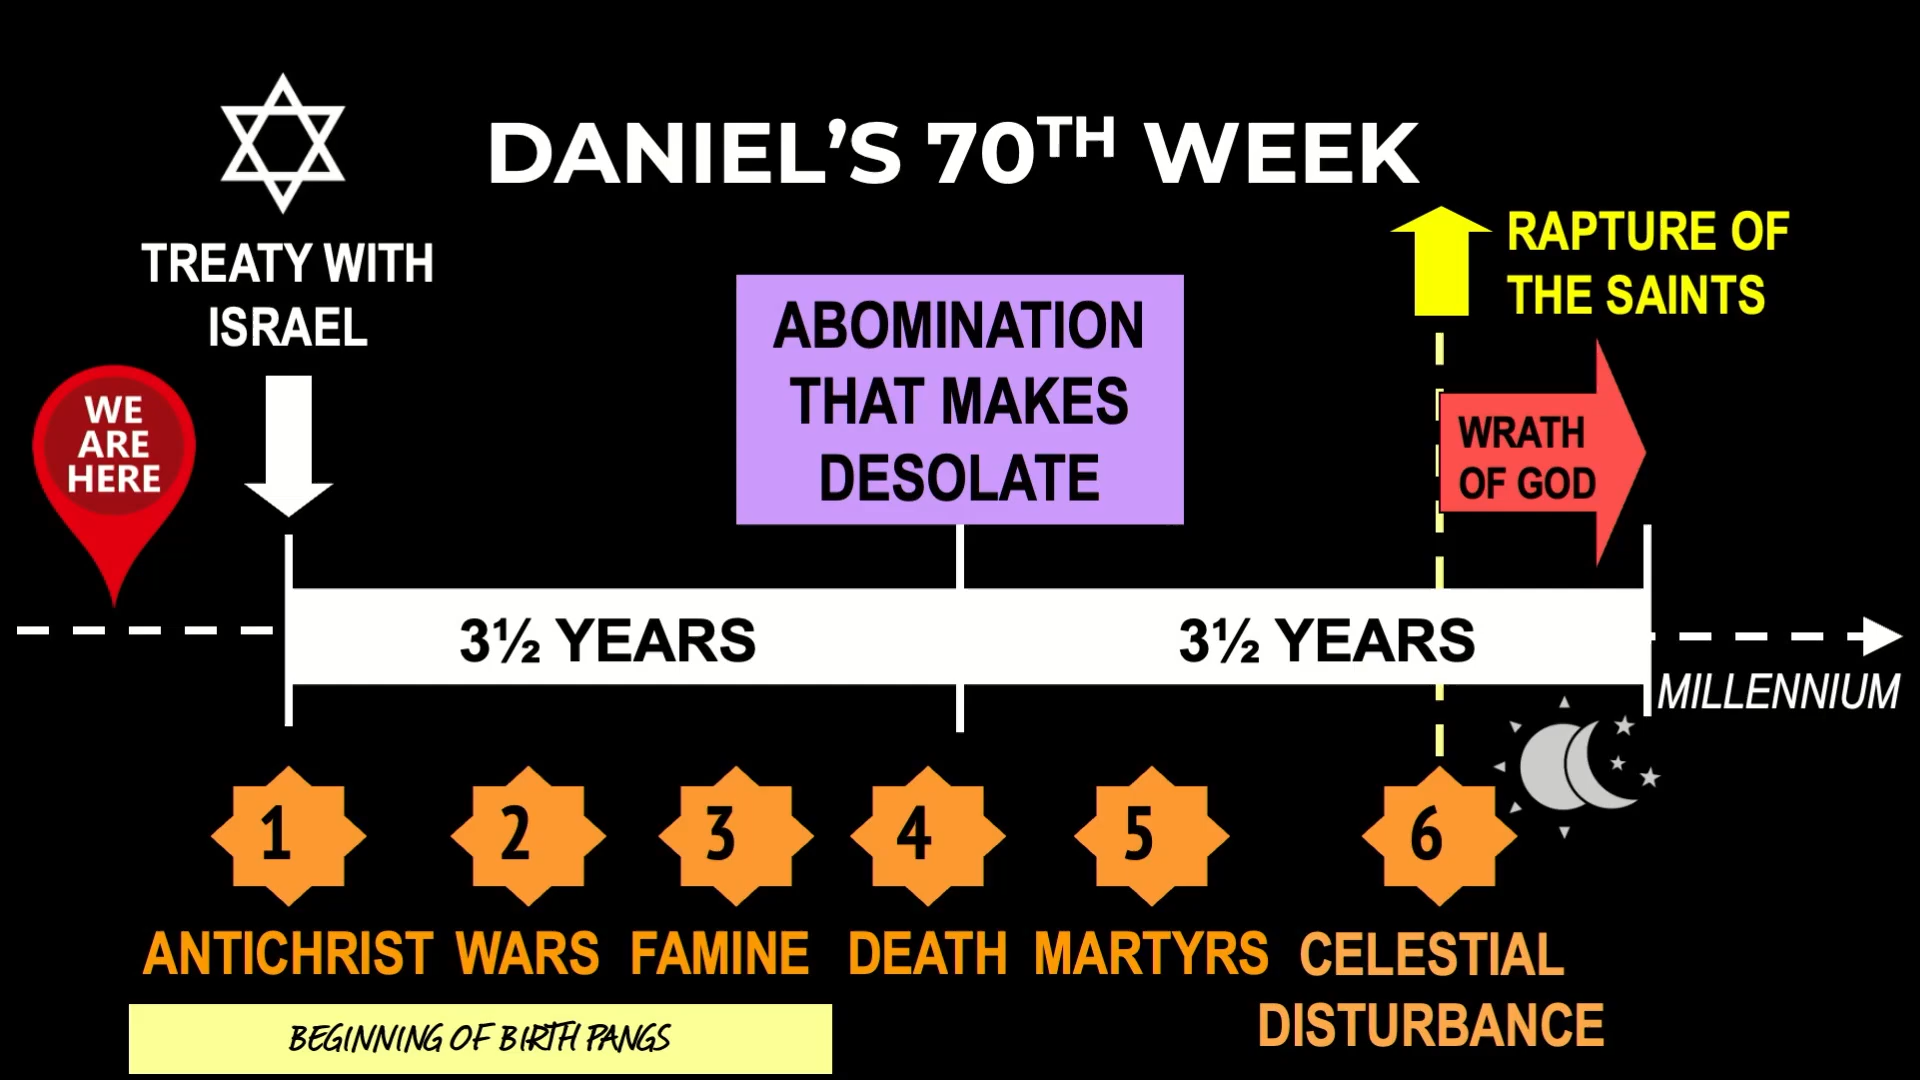 DANIEL'S 70TH WEEK
TREATY WITH
ISRAEL
RAPTURE OF
THE SAINTS
ABOMINATION
THAT MAKES
DESOLATE
WE
ARE
HERE
WRATH
OF GOD
3½ YEARS
3½ YEARS
MILLENNIUM
1
2
3
4
5
6
ANTICHRIST
WARS
FAMINE
DEATH
MARTYRS
CELESTIAL
DISTURBANCE
BEGINNING OF BIRTH PANGS